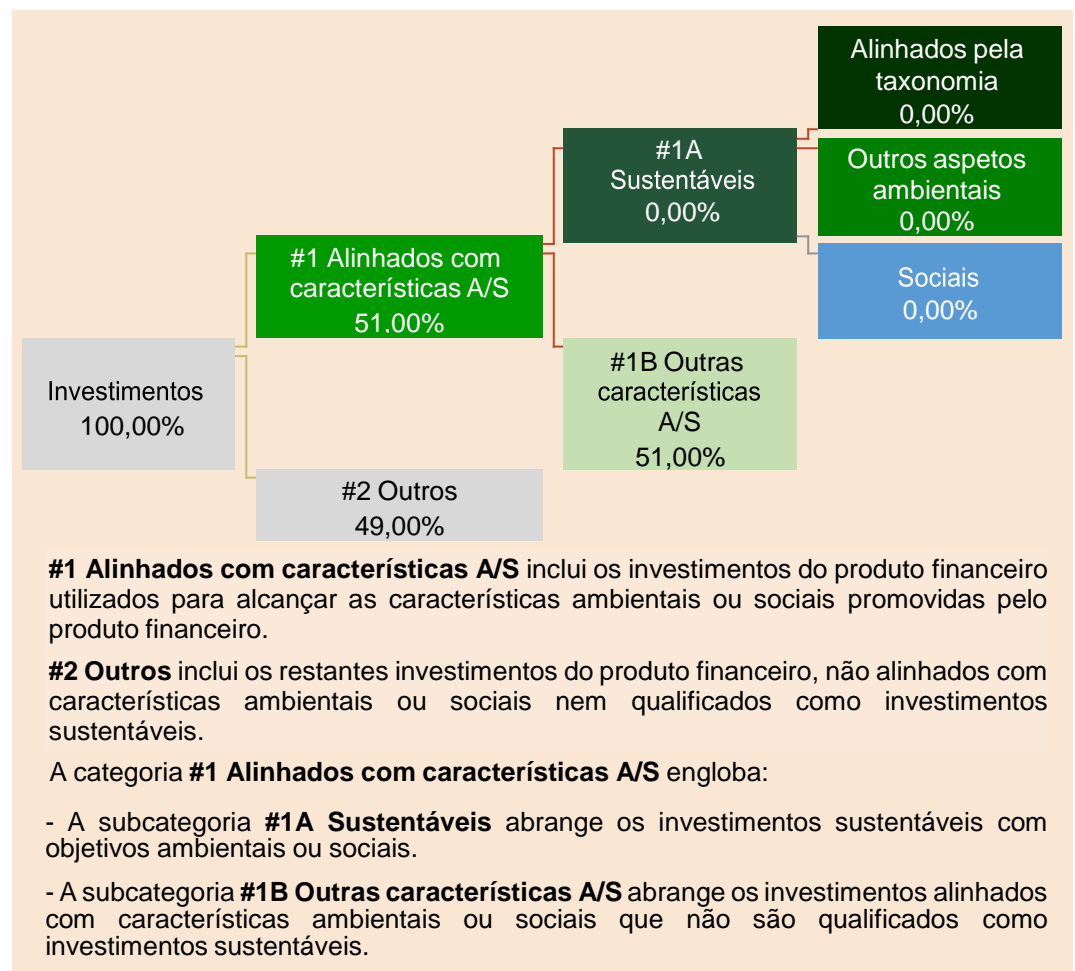 Alinhados pela
taxonomia
0,00%
#1A
Sustentáveis
0,00%
Outros aspetos
ambientais
0,00%
#1 Alinhados com
características A/S
51,00%
Sociais
0,00%
Investimentos
100,00%
#1B Outras
características
A/S
51,00%
#2 Outros
49,00%
#1 Alinhados com características A/S inclui os investimentos do produto financeiro
utilizados para alcançar as características ambientais ou sociais promovidas pelo
produto financeiro.
#2 Outros inclui os restantes investimentos do produto financeiro, não alinhados com
características ambientais ou sociais nem qualificados como investimentos
sustentáveis.
A categoria #1 Alinhados com características A/S engloba:
- A subcategoria #1A Sustentáveis abrange os investimentos sustentáveis com
objetivos ambientais ou sociais.
- A subcategoria #1B Outras características A/S abrange os investimentos alinhados
com características ambientais ou sociais que não são qualificados como
investimentos sustentáveis.